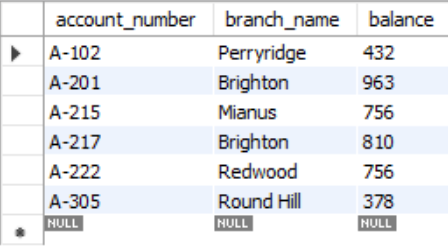 account_number branch_name balance
A-102 Perryridge 432
A-201 Brighton 963
A-215 Mianus 756
A-217 Brighton 810
A-222 Redwood 756
A-305 Round Hill 378
NULL NULL NULL